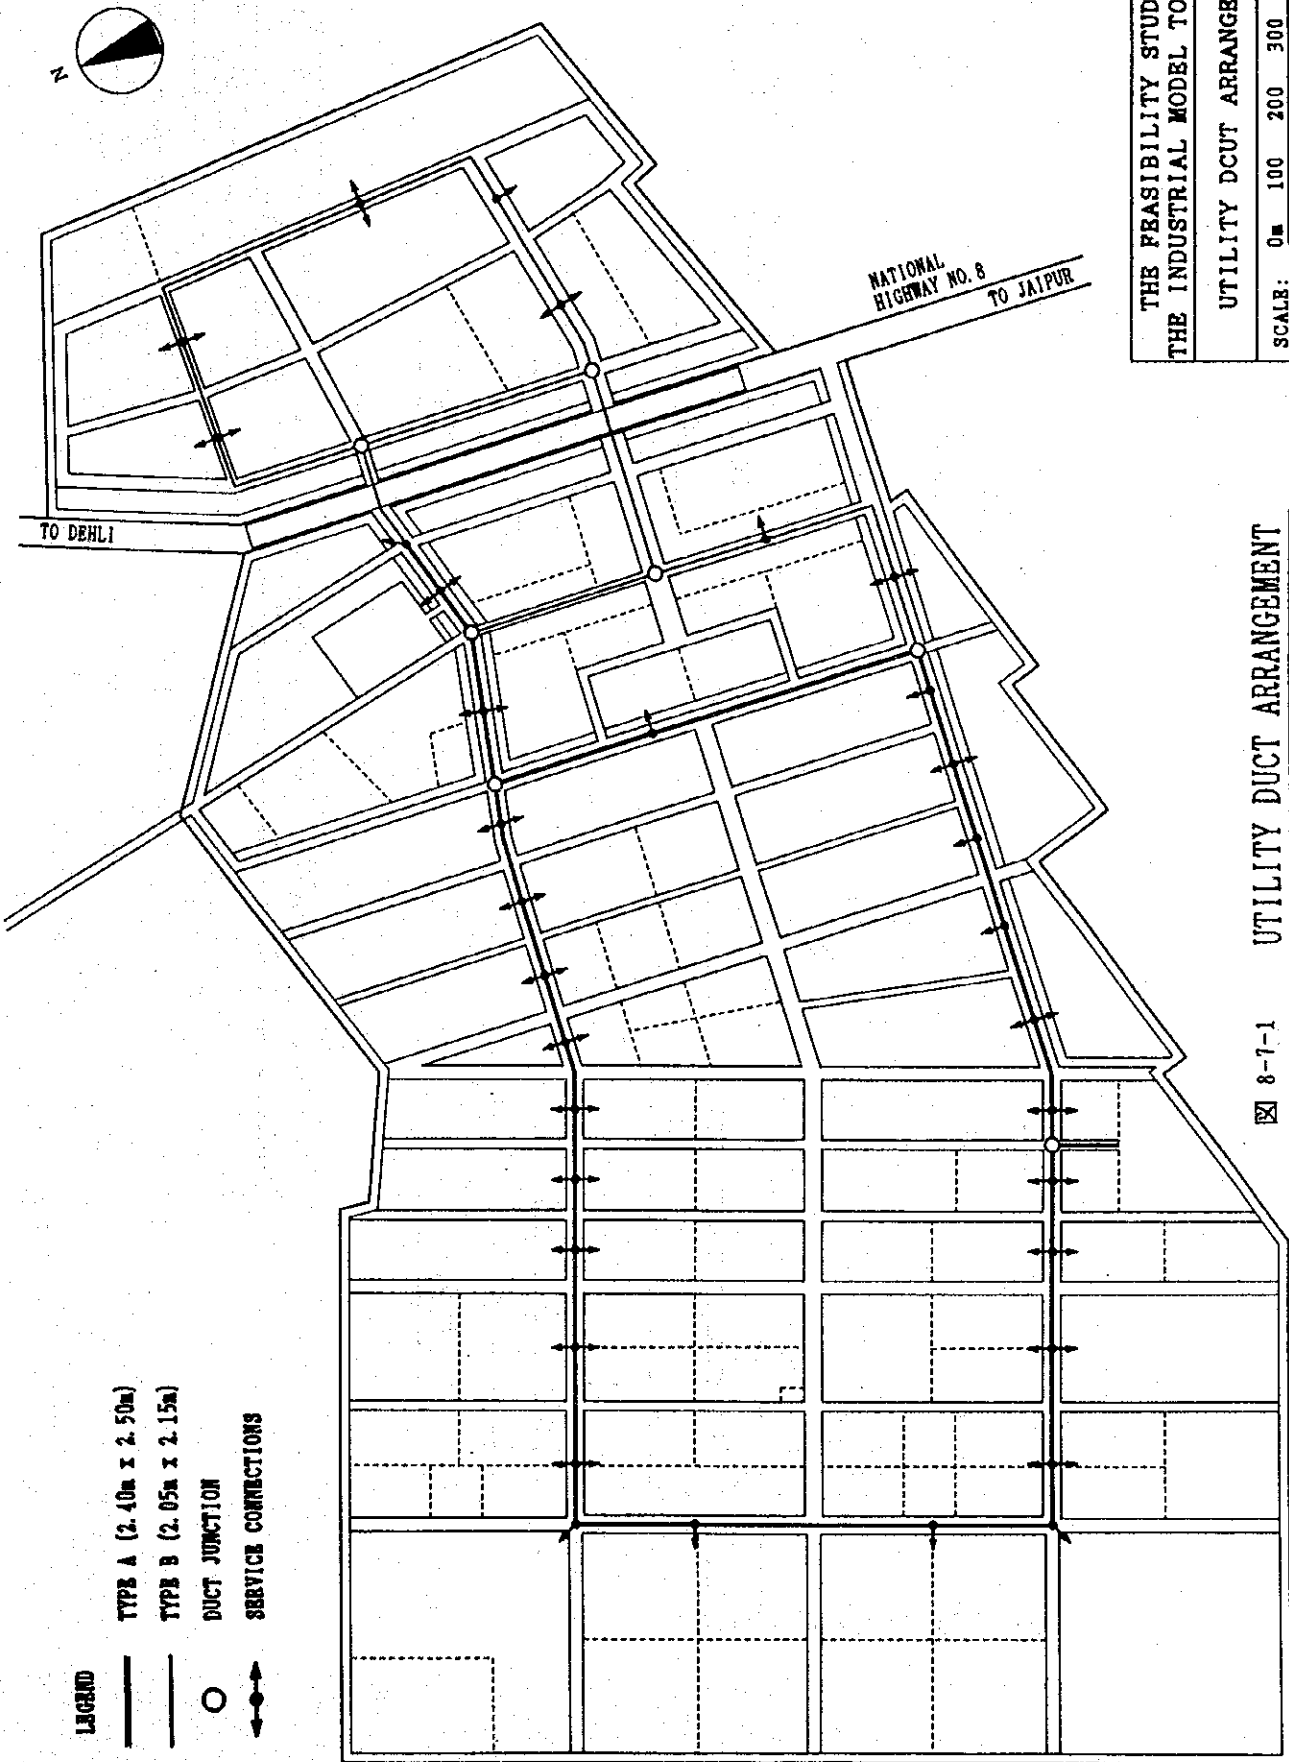 N
TO DEHLI
NATIONAL
HIGHWAY NO. 8
TO JAIPUR
LEGEND
TYPE A (2.40m x 2.50m)
TYPE B (2.05m x 2.15m)
DUCT JUNCTION
SERVICE CONNECTIONS
THE FEASIBILITY STUD
THE INDUSTRIAL MODEL TO
UTILITY DCUT ARRANGE
SCALE: 0m 100 200 300
図 8-7-1 UTILITY DUCT ARRANGEMENT